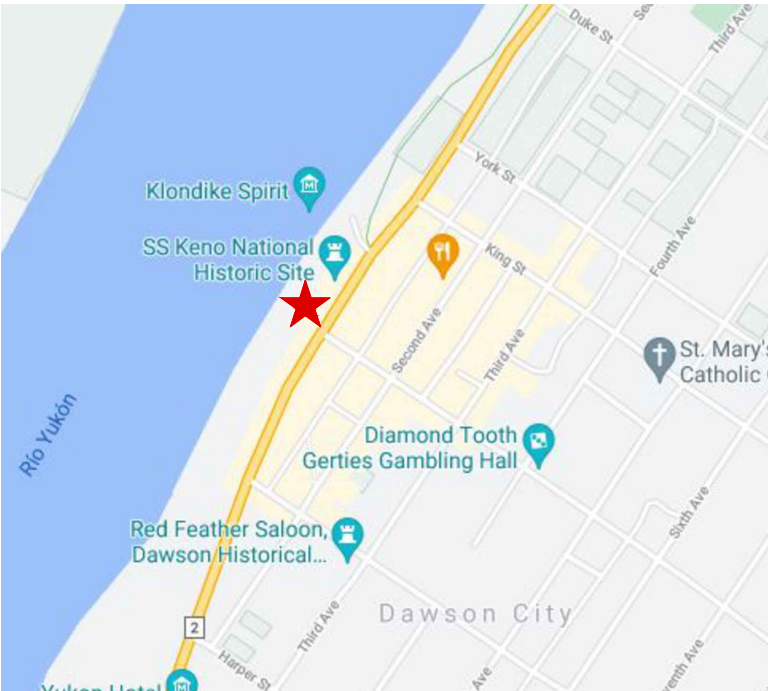 Duke St
Third Ave
York St
Klondike Spirit
Fourth Ave
SS Keno National
Historic Site
King St
Second Ave
Third Ave
St. Mary's
Catholic
Río Yukón
Diamond Tooth
Gerties Gambling Hall
Sixth Ave
Red Feather Saloon,
Dawson Historical...
Dawson City
2
Third Ave
Harper St
Ave
Yukon Hotel